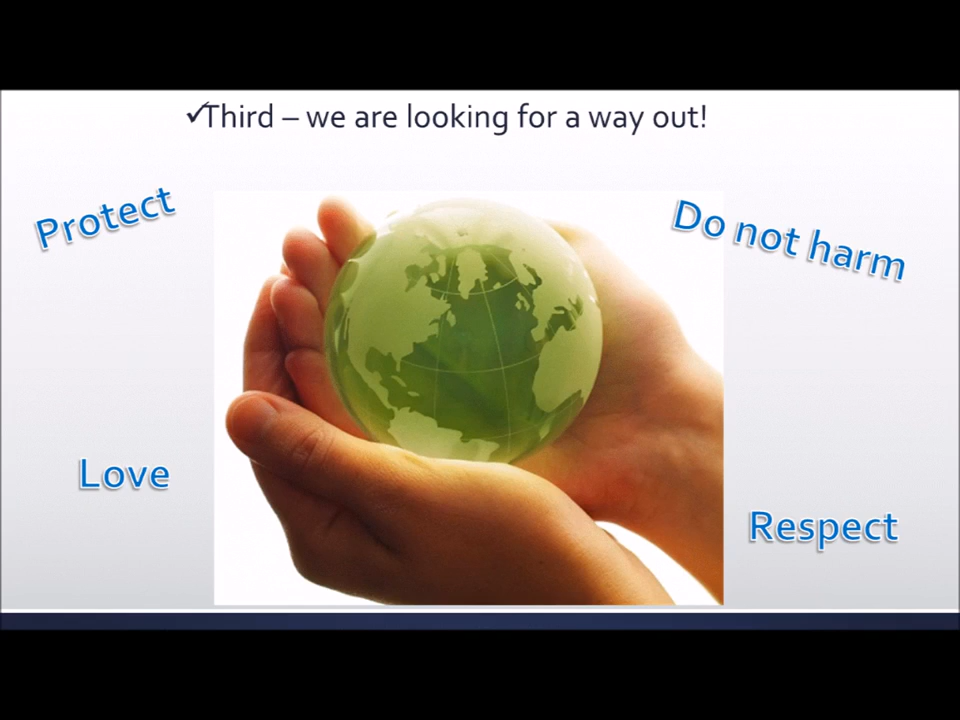 ✓Third – we are looking for a way out!
Protect
Do not harm
Love
Respect